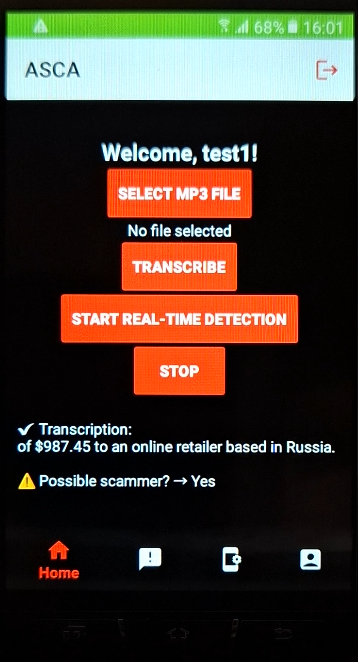 68% 16:01
ASCA
Welcome, test1!
SELECT MP3 FILE
No file selected
TRANSCRIBE
START REAL-TIME DETECTION
STOP
✔ Transcription:
of $987.45 to an online retailer based in Russia.
⚠ Possible scammer? → Yes
Home